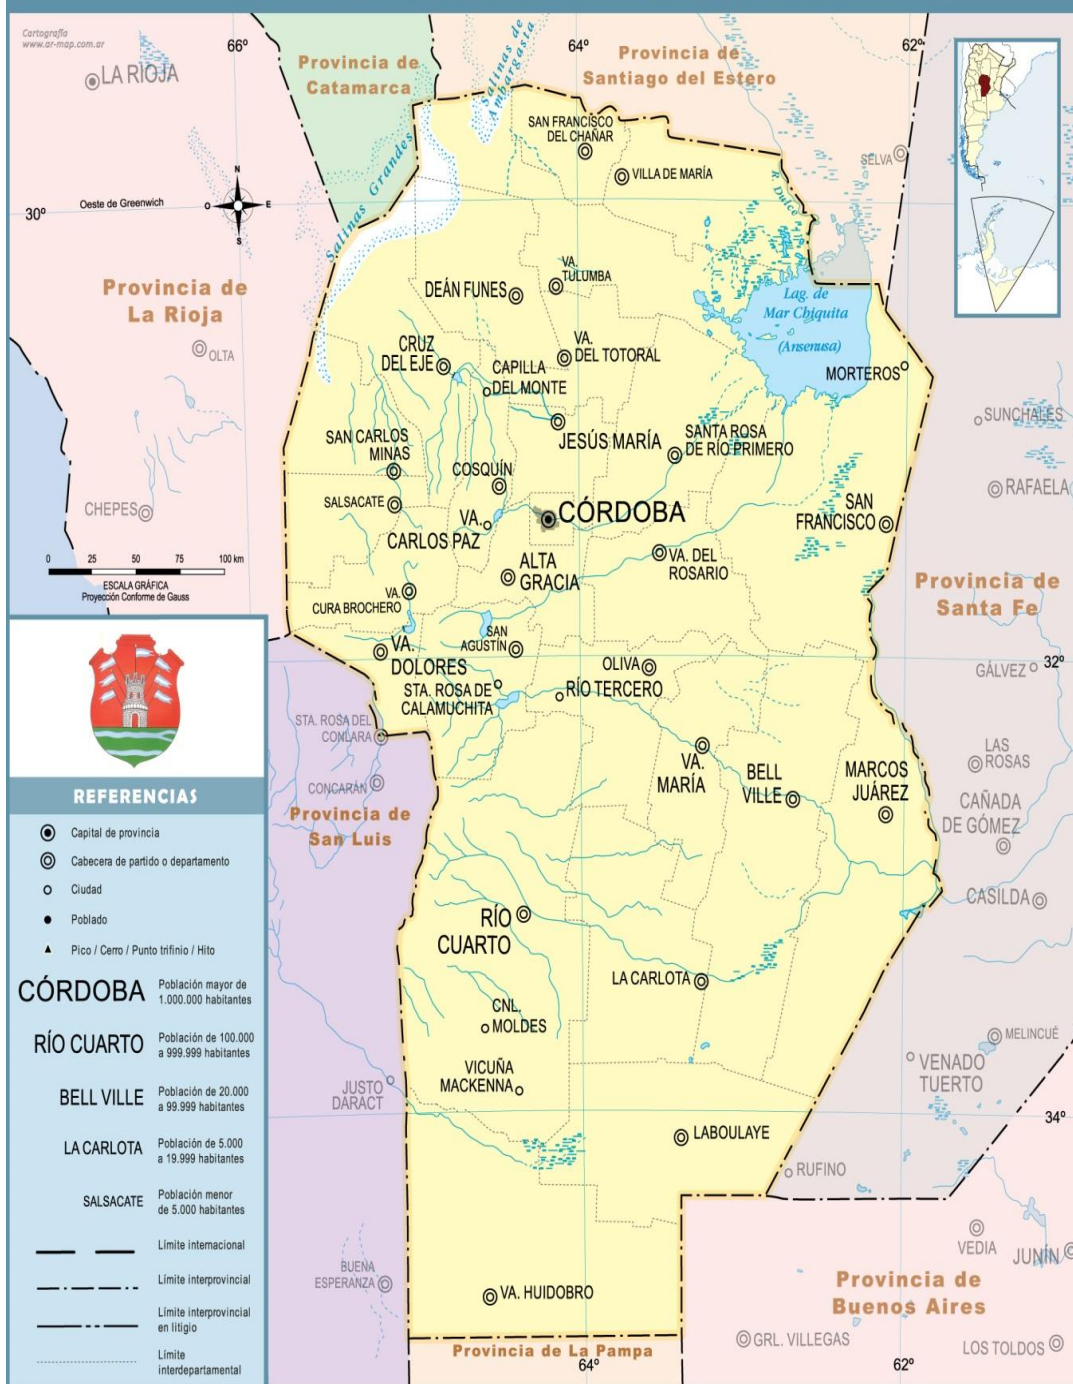 Cartografía
www.ar-map.com.ar
66º
64º
62º
LA RIOJA
Provincia de
Catamarca
Salinas de
Ambargasta
Provincia de
Santiago del Estero
SAN FRANCISCO
DEL CHAÑAR
VILLA DE MARÍA
SELVA
R. Dulce
Salinas Grandes
N
O
E
S
30º
Oeste de Greenwich
Provincia de
La Rioja
OLTA
DEÁN FUNES
VA.
TULUMBA
Lag. de
Mar Chiquita
(Ansenusa)
CRUZ
DEL EJE
VA.
DEL TOTORAL
CAPILLA
DEL MONTE
MORTEROS
SUNCHALES
JESÚS MARÍA
SANTA ROSA
DE RÍO PRIMERO
SAN CARLOS
MINAS
COSQUÍN
SALSACATE
RAFAELA
CHEPES
VA.
CARLOS PAZ
CÓRDOBA
SAN
FRANCISCO
0 25 50 75 100 km
ESCALA GRÁFICA
Proyección Conforme de Gauss
ALTA
GRACIA
VA. DEL
ROSARIO
VA.
CURA BROCHERO
Provincia de
Santa Fe
VA.
DOLORES
SAN
AGUSTÍN
OLIVA
32º
GÁLVEZ
STA. ROSA DE
CALAMUCHITA
RÍO TERCERO
STA. ROSA DEL
CONLARA
CONCARÁN
VA.
MARÍA
BELL
VILLE
MARCOS
JUÁREZ
LAS
ROSAS
CAÑADA
DE GÓMEZ
Provincia de
San Luis
CASILDA
RÍO
CUARTO
LA CARLOTA
CNL.
MOLDES
MELINCUÉ
VENADO
TUERTO
VICUÑA
MACKENNA
JUSTO
DARACT
34º
LABOULAYE
RUFINO
VEDIA
JUNÍN
BUENA
ESPERANZA
VA. HUIDOBRO
Provincia de
Buenos Aires
GRL. VILLEGAS
LOS TOLDOS
Provincia de La Pampa
64º
62º
REFERENCIAS
Capital de provincia
Cabecera de partido o departamento
Ciudad
Poblado
Pico / Cerro / Punto trifinio / Hito
CÓRDOBA
Población mayor de
1.000.000 habitantes
RÍO CUARTO
Población de 100.000
a 999.999 habitantes
BELL VILLE
Población de 20.000
a 99.999 habitantes
LA CARLOTA
Población de 5.000
a 19.999 habitantes
SALSACATE
Población menor
de 5.000 habitantes
Límite internacional
Límite interprovincial
Límite interprovincial
en litigio
Límite
interdepartamental